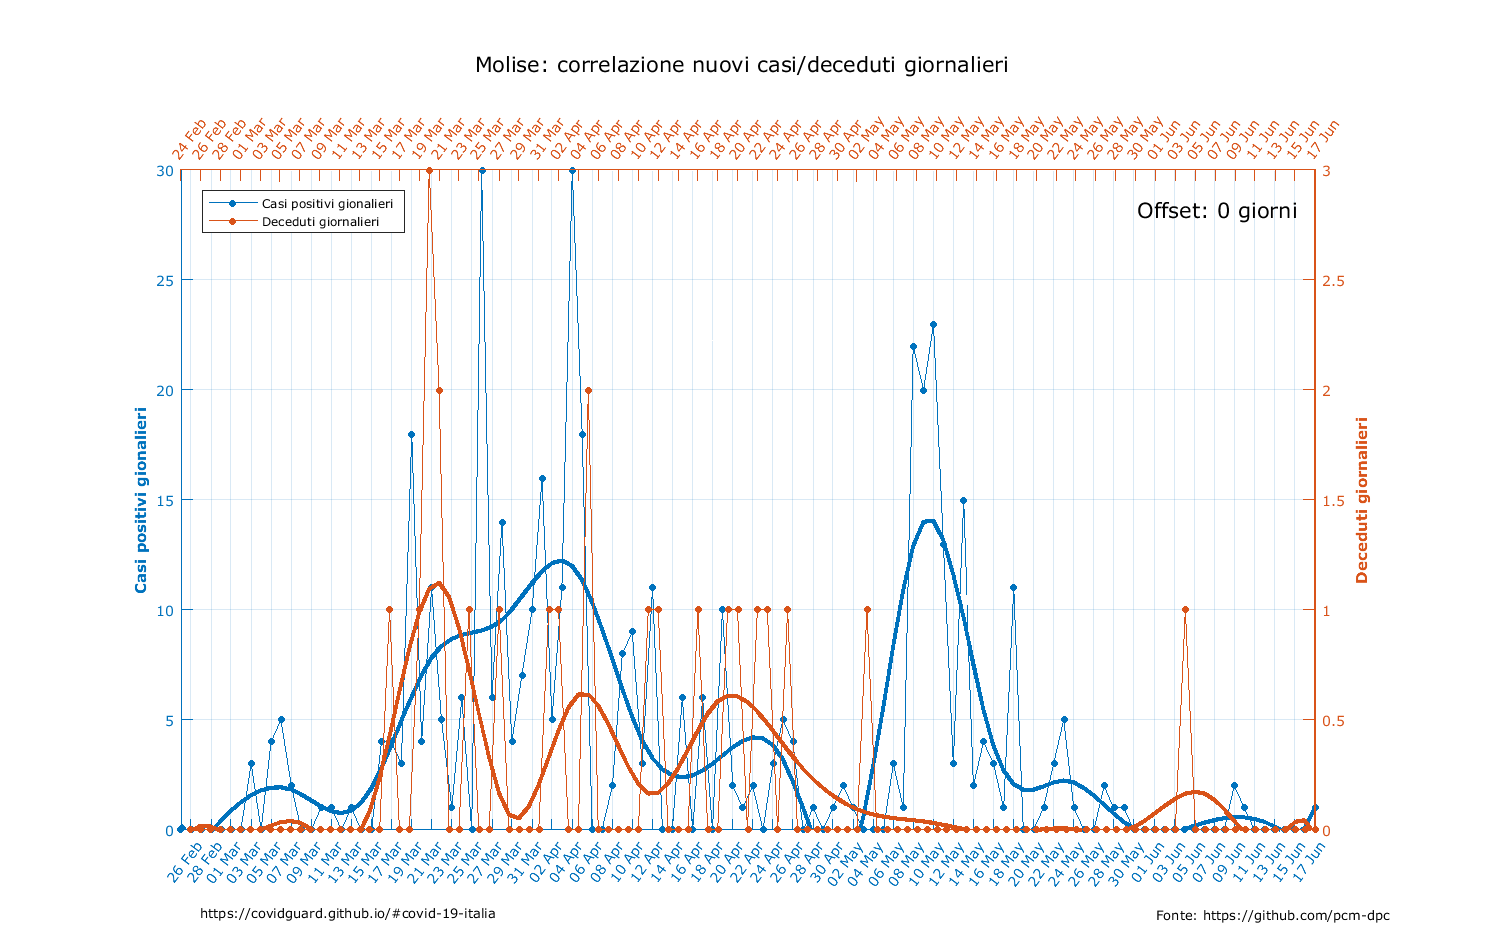 Molise: correlazione nuovi casi/deceduti giornalieri
24 Feb 26 Feb 28 Feb 01 Mar 03 Mar 05 Mar 07 Mar 09 Mar 11 Mar 13 Mar 15 Mar 17 Mar 19 Mar 21 Mar 23 Mar 25 Mar 27 Mar 29 Mar 31 Mar 02 Apr 04 Apr 06 Apr 08 Apr 10 Apr 12 Apr 14 Apr 16 Apr 18 Apr 20 Apr 22 Apr 24 Apr 26 Apr 28 Apr 30 Apr 02 May 04 May 06 May 08 May 10 May 12 May 14 May 16 May 18 May 20 May 22 May 24 May 26 May 28 May 30 May 01 Jun 03 Jun 05 Jun 07 Jun 09 Jun 11 Jun 13 Jun 15 Jun 17 Jun
30
25
20
15
10
5
0
Casi positivi gionalieri
Casi positivi gionalieri
Deceduti giornalieri
Offset: 0 giorni
3
2.5
2
1.5
1
0.5
0
Deceduti giornalieri
26 Feb 28 Feb 01 Mar 03 Mar 05 Mar 07 Mar 09 Mar 11 Mar 13 Mar 15 Mar 17 Mar 19 Mar 21 Mar 23 Mar 25 Mar 27 Mar 29 Mar 31 Mar 02 Apr 04 Apr 06 Apr 08 Apr 10 Apr 12 Apr 14 Apr 16 Apr 18 Apr 20 Apr 22 Apr 24 Apr 26 Apr 28 Apr 30 Apr 02 May 04 May 06 May 08 May 10 May 12 May 14 May 16 May 18 May 20 May 22 May 24 May 26 May 28 May 30 May 01 Jun 03 Jun 05 Jun 07 Jun 09 Jun 11 Jun 13 Jun 15 Jun 17 Jun
https://covidguard.github.io/#covid-19-italia
Fonte: https://github.com/pcm-dpc